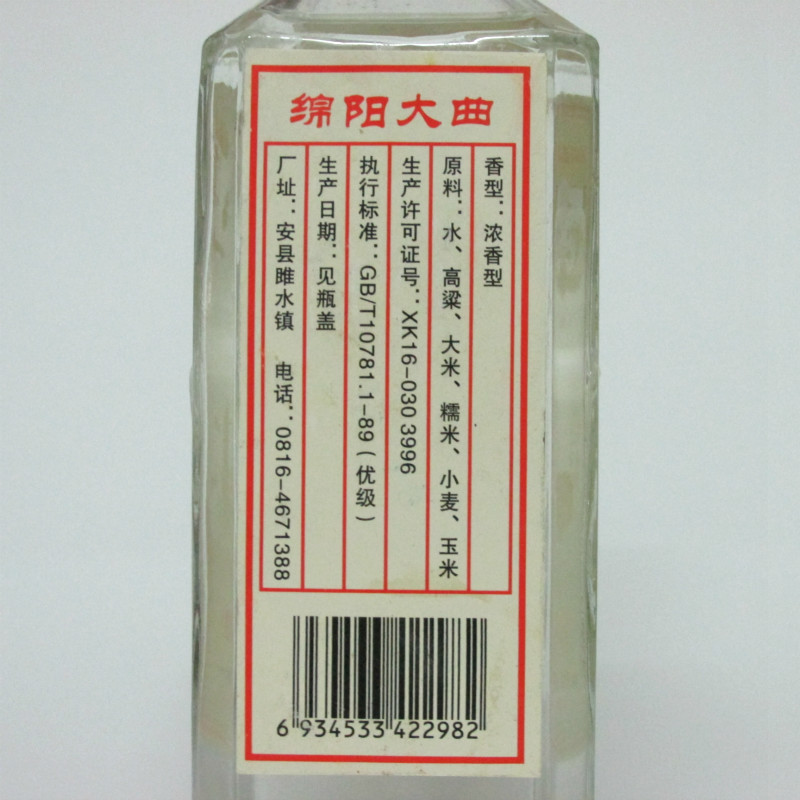 绵阳大曲
香型：浓香型
原料：水、高粱、大米、糯米、小麦、玉米
生产许可证号：XK16-030 3996
执行标准：GB/T10781.1-89（优级）
生产日期：见瓶盖
厂址：安县雎水镇 电话：0816-4671388
6 934533 422982